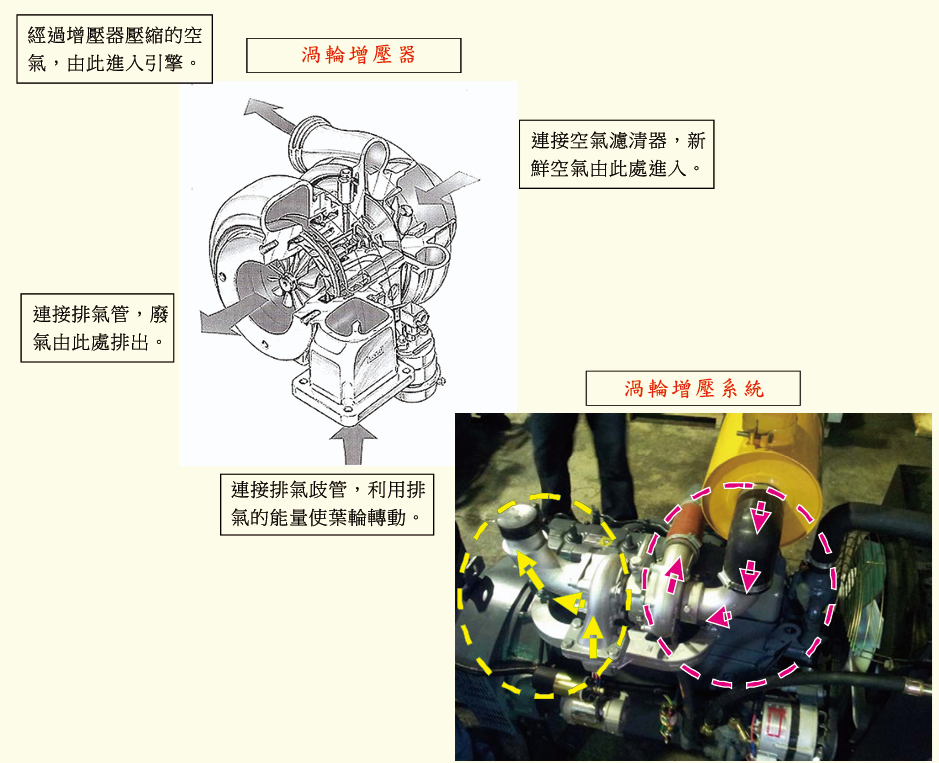 經過增壓器壓縮的空
氣，由此進入引擎。
渦輪增壓器
連接空氣濾清器，新
鮮空氣由此處進入。
連接排氣管，廢
氣由此處排出。
渦輪增壓系統
連接排氣歧管，利用排
氣的能量使葉輪轉動。